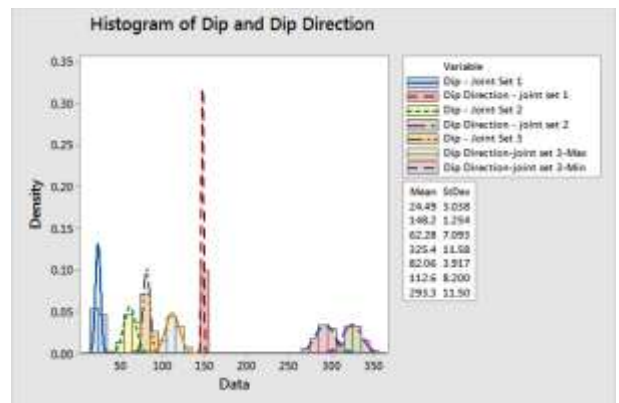 Histogram of Dip and Dip Direction
0.35
0.30
0.25
0.20
0.15
0.10
0.05
0.00
Density
50 100 150 200 250 300 350
Data
Variable
Dip - Joint Set 1
Dip Direction - joint set 1
Dip - Joint Set 2
Dip Direction - joint set 2
Dip - Joint Set 3
Dip Direction-joint set 3-Max
Dip Direction-joint set 3-Min
Mean StDev
24.49 3.038
148.2 1.254
62.28 7.093
325.4 11.58
82.06 3.917
112.6 8.200
293.3 11.50